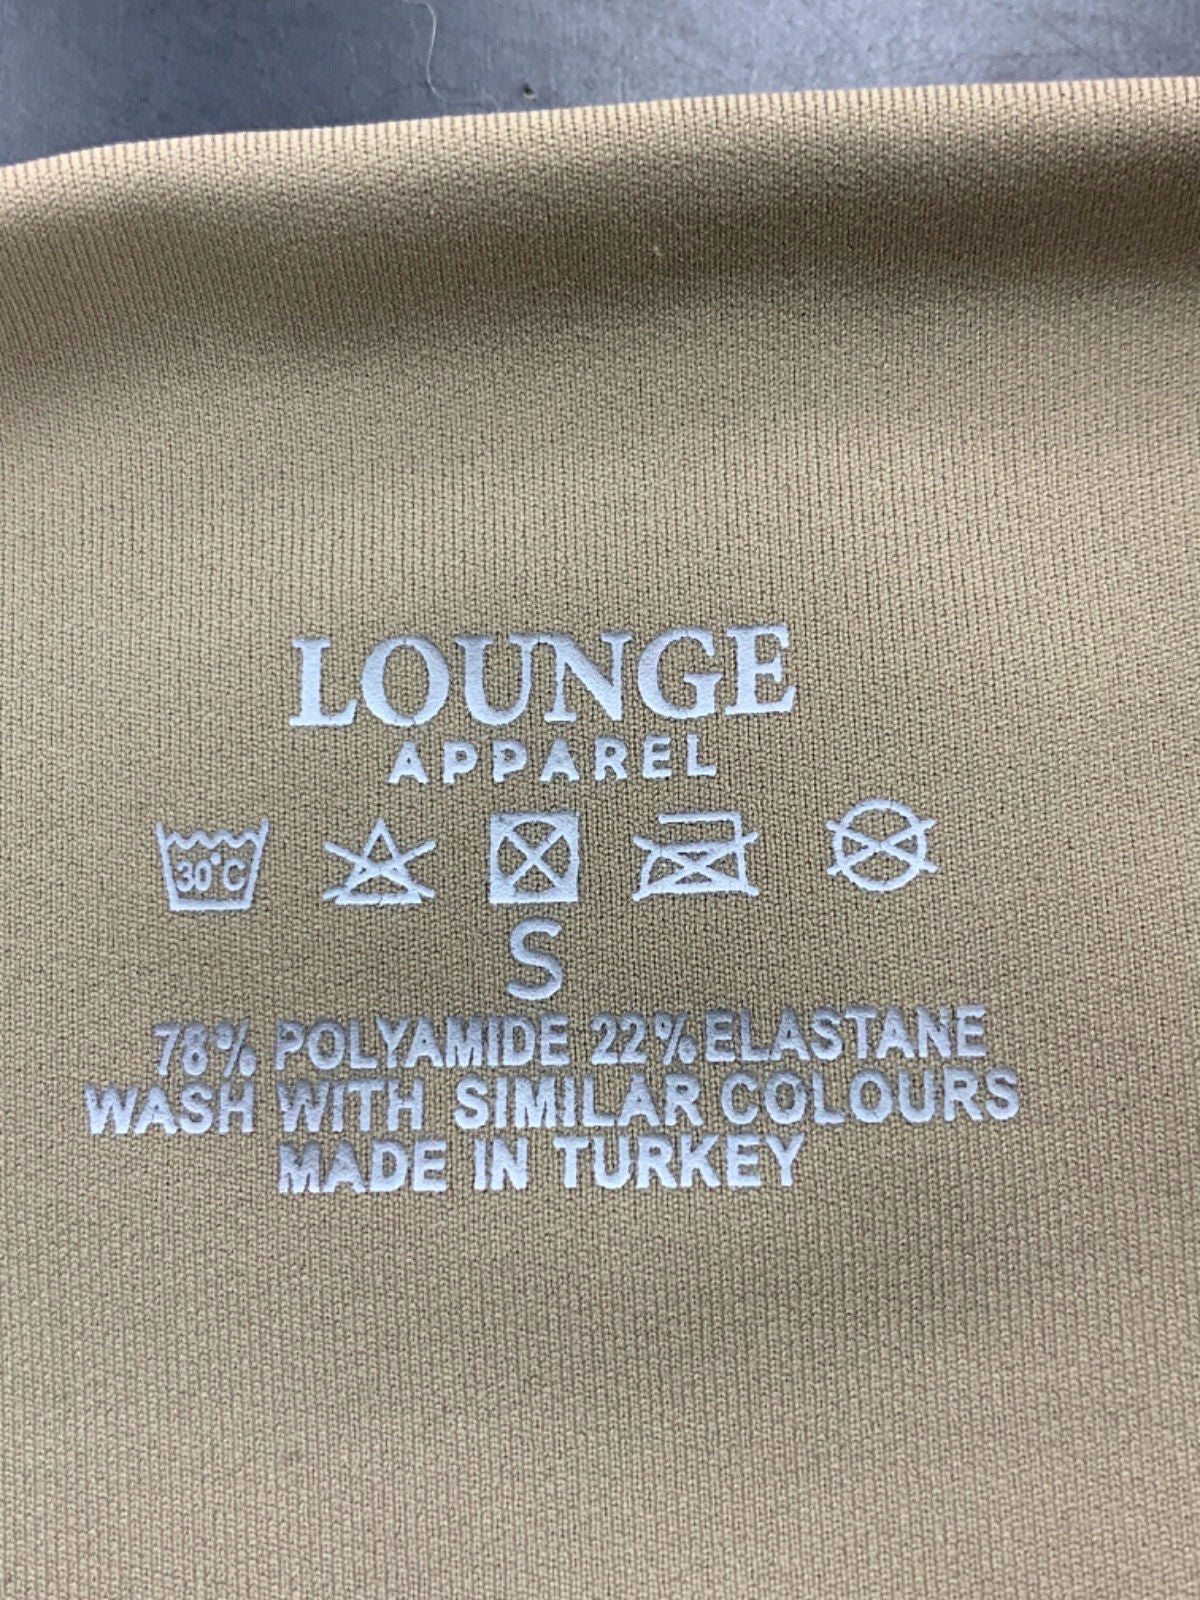 LOUNGE
APPAREL
30°C
S
78% POLYAMIDE 22% ELASTANE
WASH WITH SIMILAR COLOURS
MADE IN TURKEY